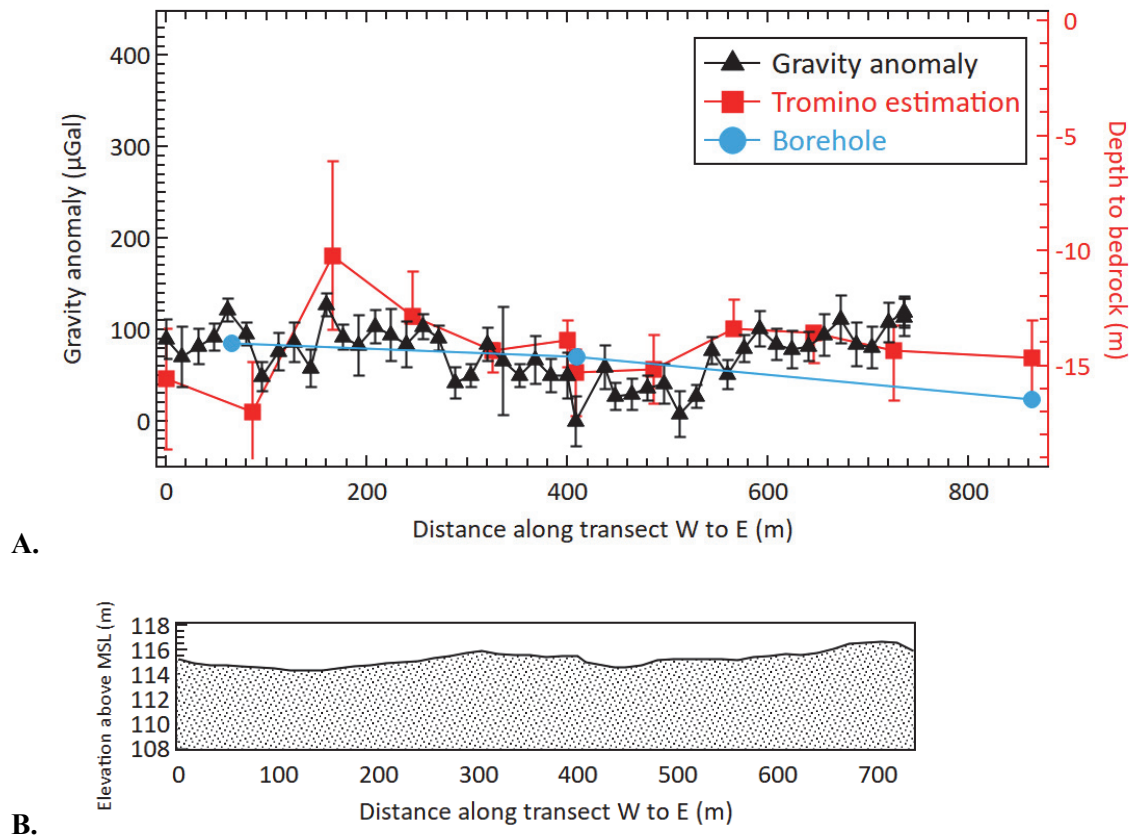 400
300
200
100
0
Gravity anomaly (µGal)
Gravity anomaly
Tromino estimation
Borehole
0
-5
-10
-15
Depth to bedrock (m)
0 200 400 600 800
Distance along transect W to E (m)
A.
118
116
114
112
110
108
Elevation above MSL (m)
0 100 200 300 400 500 600 700
Distance along transect W to E (m)
B.